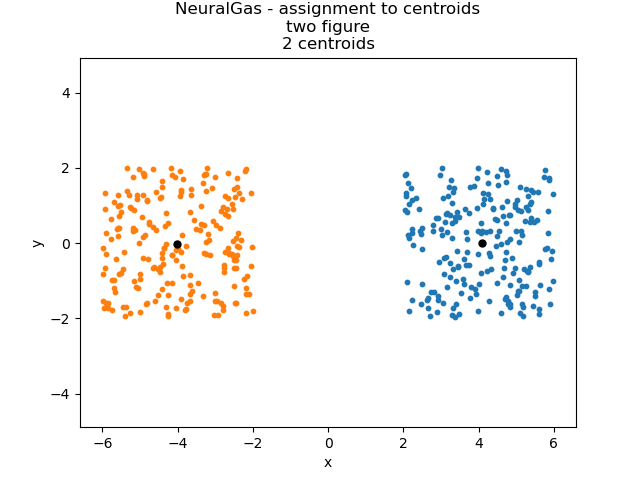 NeuralGas - assignment to centroids
two figure
2 centroids
4
2
0
−2
−4
y
−6 −4 −2 0 2 4 6
x